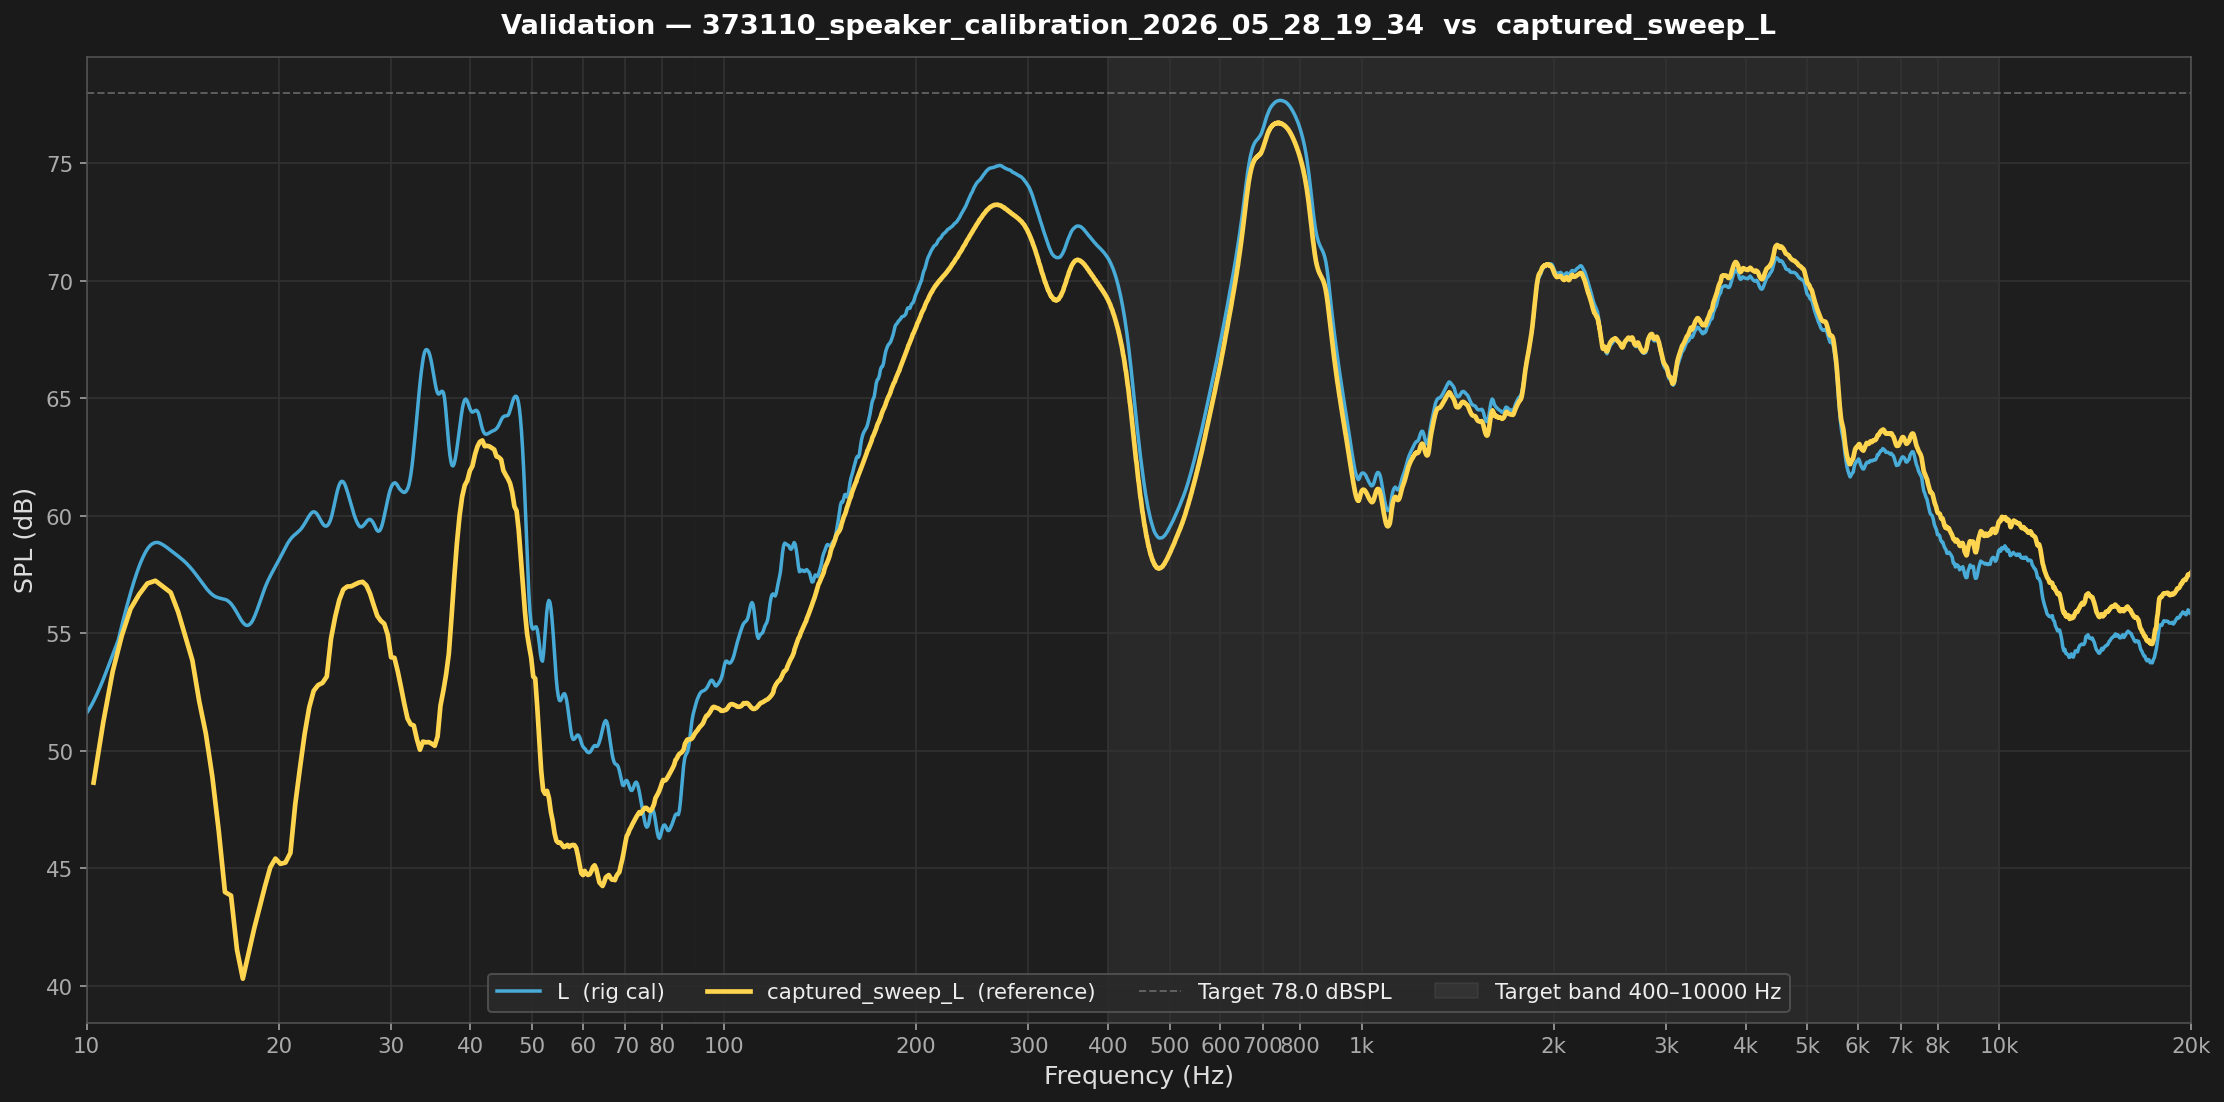 Validation — 373110_speaker_calibration_2026_05_28_19_34 vs captured_sweep_L
SPL (dB)
75
70
65
60
55
50
45
40
L (rig cal)
captured_sweep_L (reference)
Target 78.0 dBSPL
Target band 400–10000 Hz
10 20 30 40 50 60 70 80 100 200 300 400 500 600 700 800 1k 2k 3k 4k 5k 6k 7k 8k 10k 20k
Frequency (Hz)